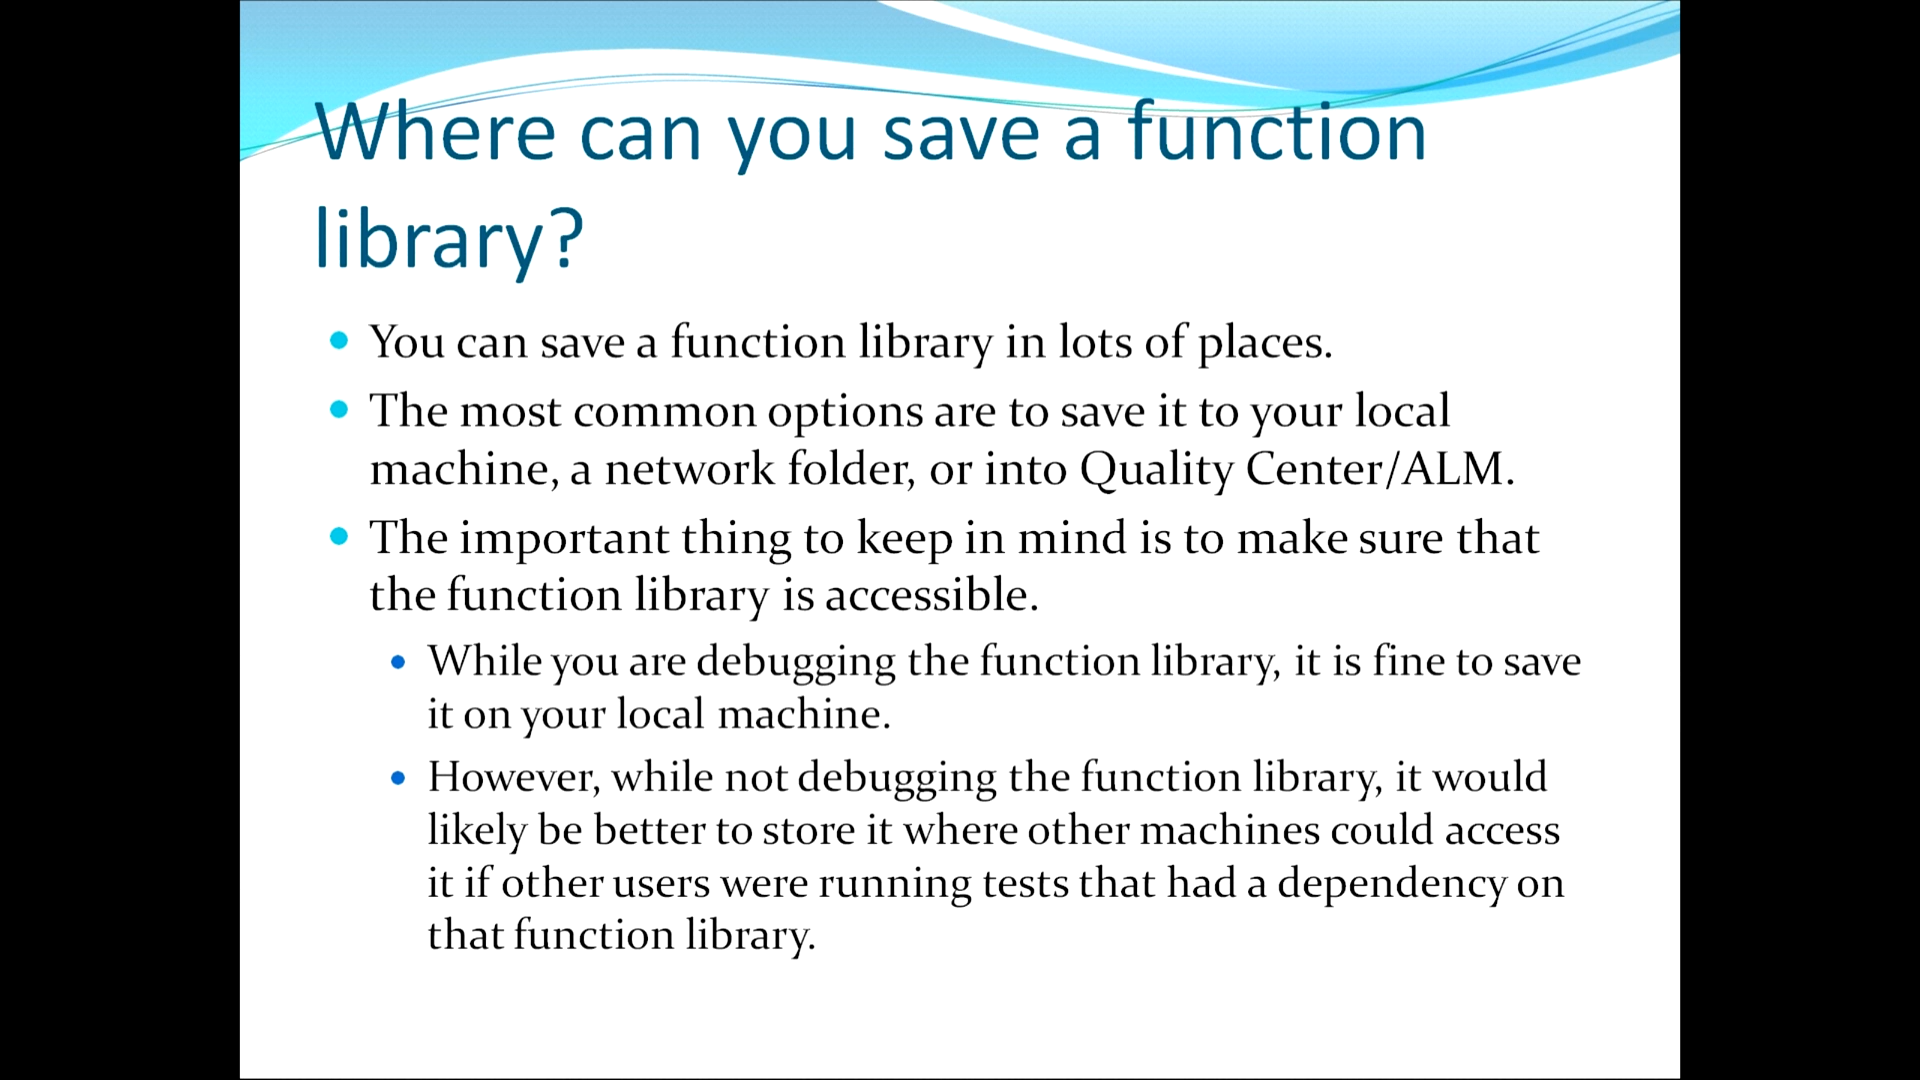 Where can you save a function
library?
You can save a function library in lots of places.
The most common options are to save it to your local
machine, a network folder, or into Quality Center/ALM.
The important thing to keep in mind is to make sure that
the function library is accessible.
While you are debugging the function library, it is fine to save
it on your local machine.
However, while not debugging the function library, it would
likely be better to store it where other machines could access
it if other users were running tests that had a dependency on
that function library.